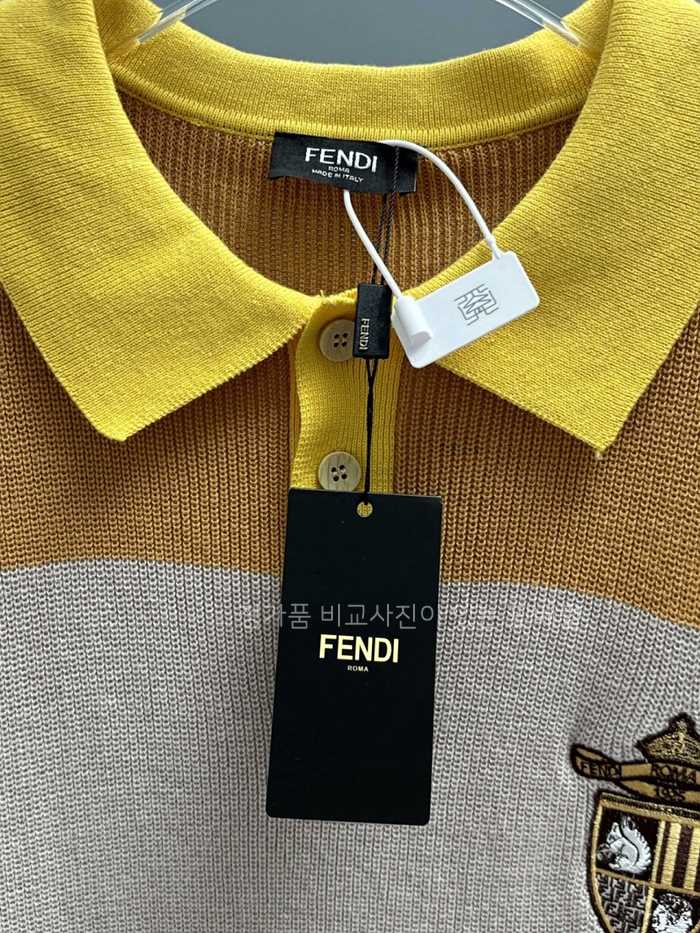 FENDI
ROMA
MADE IN ITALY
FENDI
비교사진이
FENDI
ROMA
FENDI ROMA